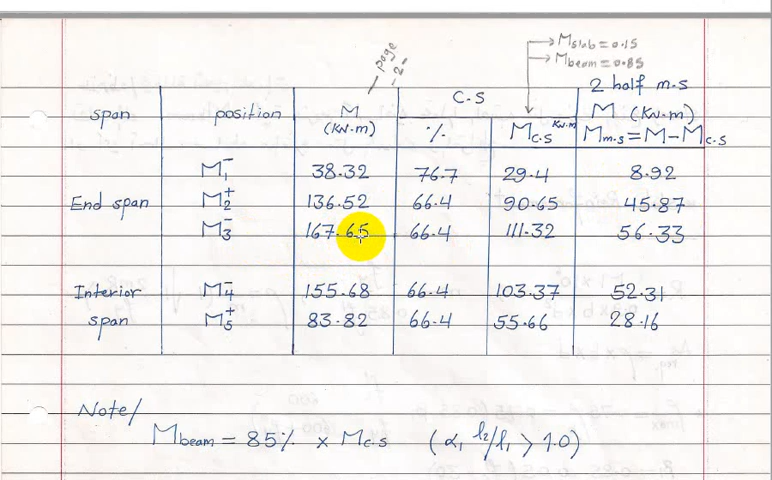 page
-2-
Mslab = 0.15
Mbeam = 0.85
span position M (KN.m) C.S 2 half m.s
% Mc.s KN.M M (KN.m)
Mm.s = M - Mc.s
M1- 38.32 76.7 29.4 8.92
End span M2+ 136.52 66.4 90.65 45.87
M3- 167.65 66.4 111.32 56.33
Interior M4- 155.68 66.4 103.37 52.31
span M5+ 83.82 66.4 55.66 28.16
Note/
Mbeam = 85% x Mc.s (α1 l2/l1 > 1.0)